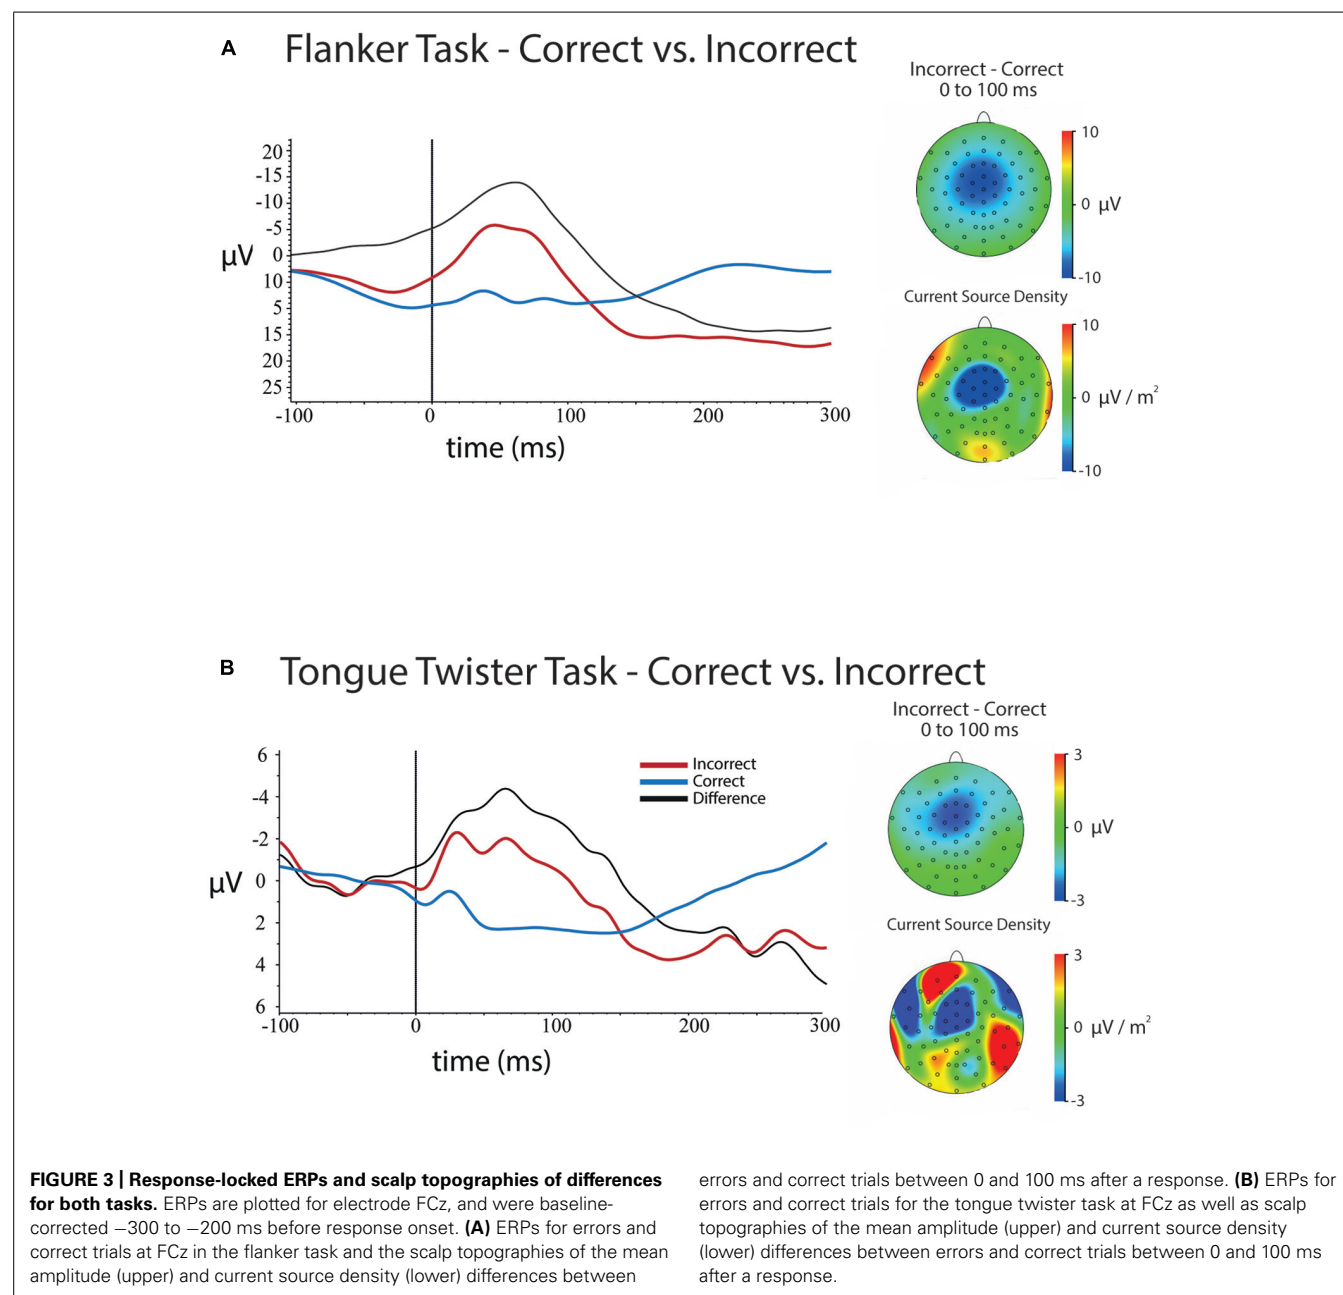 A
Flanker Task - Correct vs. Incorrect
Incorrect - Correct
0 to 100 ms
10
0 μV
-10
20
-15
-10
-5
0
10
5
15
20
25
μV
-100
0
100
200
300
time (ms)
Current Source Density
10
0 μV / m²
-10
B
Tongue Twister Task - Correct vs. Incorrect
Incorrect - Correct
0 to 100 ms
3
0 μV
-3
6
-4
-2
0
2
4
6
μV
Incorrect
Correct
Difference
-100
0
100
200
300
time (ms)
Current Source Density
3
0 μV / m²
-3
FIGURE 3 | Response-locked ERPs and scalp topographies of differences
for both tasks. ERPs are plotted for electrode FCz, and were baseline-
corrected −300 to −200 ms before response onset. (A) ERPs for errors and
correct trials at FCz in the flanker task and the scalp topographies of the mean
amplitude (upper) and current source density (lower) differences between
errors and correct trials between 0 and 100 ms after a response. (B) ERPs for
errors and correct trials for the tongue twister task at FCz as well as scalp
topographies of the mean amplitude (upper) and current source density
(lower) differences between errors and correct trials between 0 and 100 ms
after a response.